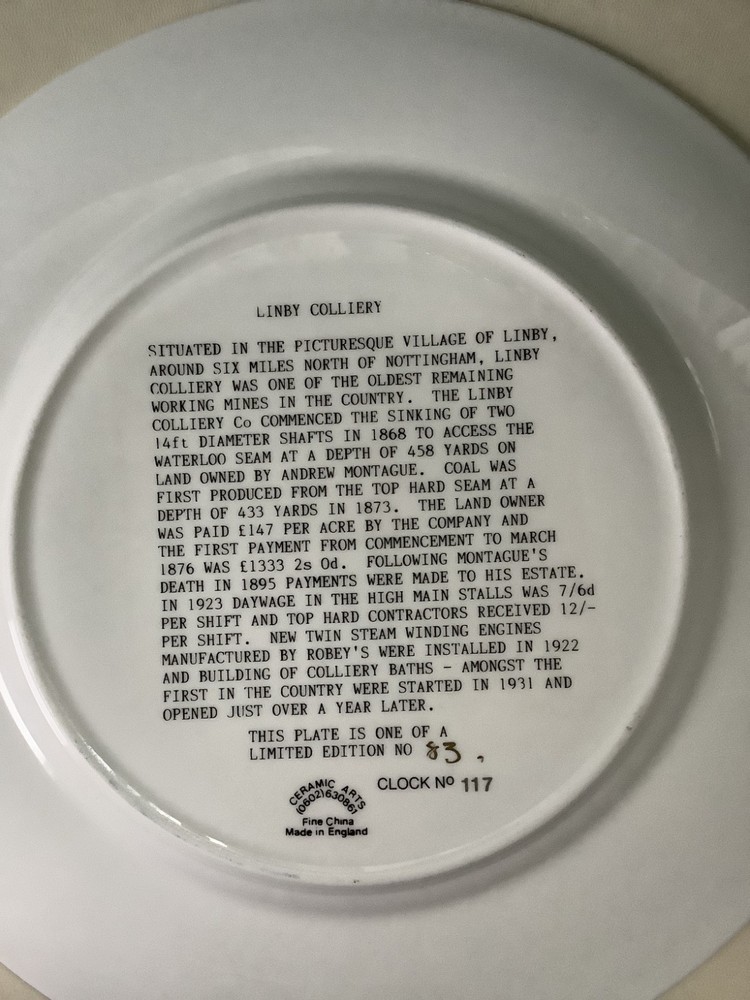 LINBY COLLIERY
SITUATED IN THE PICTURESQUE VILLAGE OF LINBY,
AROUND SIX MILES NORTH OF NOTTINGHAM, LINBY
COLLIERY WAS ONE OF THE OLDEST REMAINING
WORKING MINES IN THE COUNTRY. THE LINBY
COLLIERY Co COMMENCED THE SINKING OF TWO
14ft DIAMETER SHAFTS IN 1868 TO ACCESS THE
WATERLOO SEAM AT A DEPTH OF 458 YARDS ON
LAND OWNED BY ANDREW MONTAGUE. COAL WAS
FIRST PRODUCED FROM THE TOP HARD SEAM AT A
DEPTH OF 433 YARDS IN 1873. THE LAND OWNER
WAS PAID £147 PER ACRE BY THE COMPANY AND
THE FIRST PAYMENT FROM COMMENCEMENT TO MARCH
1876 WAS £1333 2s 0d. FOLLOWING MONTAGUE'S
DEATH IN 1895 PAYMENTS WERE MADE TO HIS ESTATE.
IN 1923 DAYWAGE IN THE HIGH MAIN STALLS WAS 7/6d
PER SHIFT AND TOP HARD CONTRACTORS RECEIVED 12/-
PER SHIFT. NEW TWIN STEAM WINDING ENGINES
MANUFACTURED BY ROBEY'S WERE INSTALLED IN 1922
AND BUILDING OF COLLIERY BATHS - AMONGST THE
FIRST IN THE COUNTRY WERE STARTED IN 1931 AND
OPENED JUST OVER A YEAR LATER.
THIS PLATE IS ONE OF A
LIMITED EDITION NO 83.
CLOCK No 117
CERAMIC ARTS
(0602)630861
Fine China
Made in England